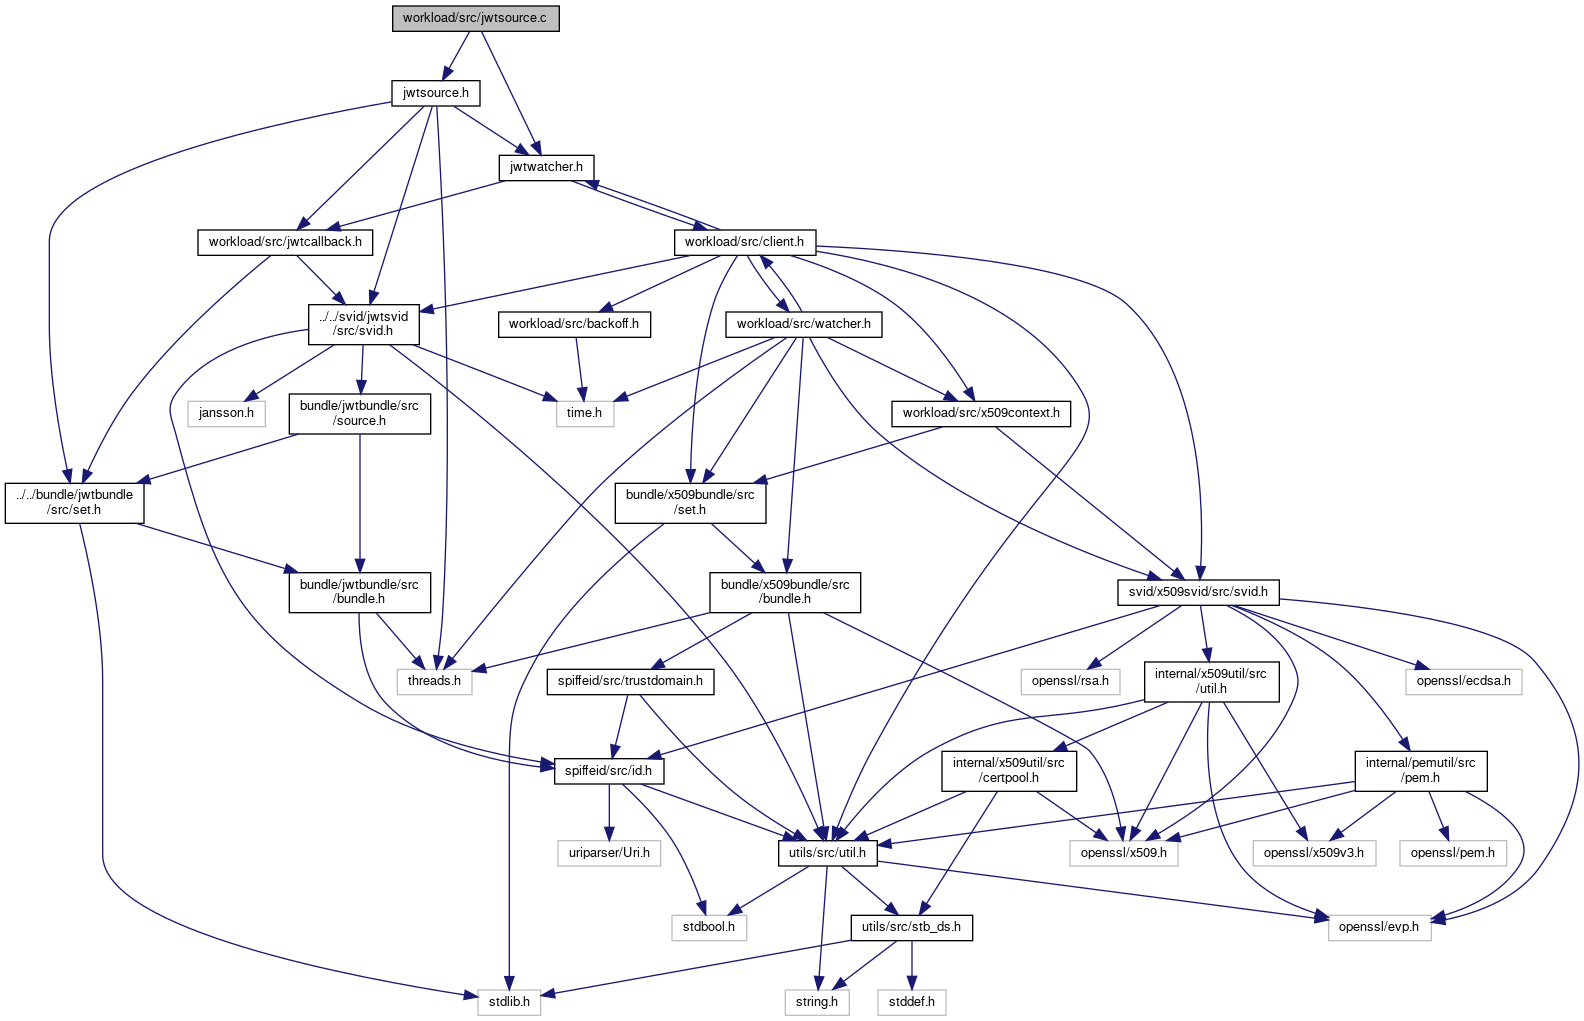 workload/src/jwtsource.c
jwtsource.h
jwtwatcher.h
workload/src/jwtcallback.h
workload/src/client.h
../../svid/jwtsvid
/src/svid.h
workload/src/backoff.h
workload/src/watcher.h
jansson.h
bundle/jwtbundle/src
/source.h
time.h
workload/src/x509context.h
../../bundle/jwtbundle
/src/set.h
bundle/x509bundle/src
/set.h
bundle/jwtbundle/src
/bundle.h
bundle/x509bundle/src
/bundle.h
svid/x509svid/src/svid.h
threads.h
spiffeid/src/trustdomain.h
openssl/rsa.h
internal/x509util/src
/util.h
openssl/ecdsa.h
spiffeid/src/id.h
internal/x509util/src
/certpool.h
internal/pemutil/src
/pem.h
uriparser/Uri.h
utils/src/util.h
openssl/x509.h
openssl/x509v3.h
openssl/pem.h
stdbool.h
utils/src/stb_ds.h
openssl/evp.h
stdlib.h
string.h
stddef.h